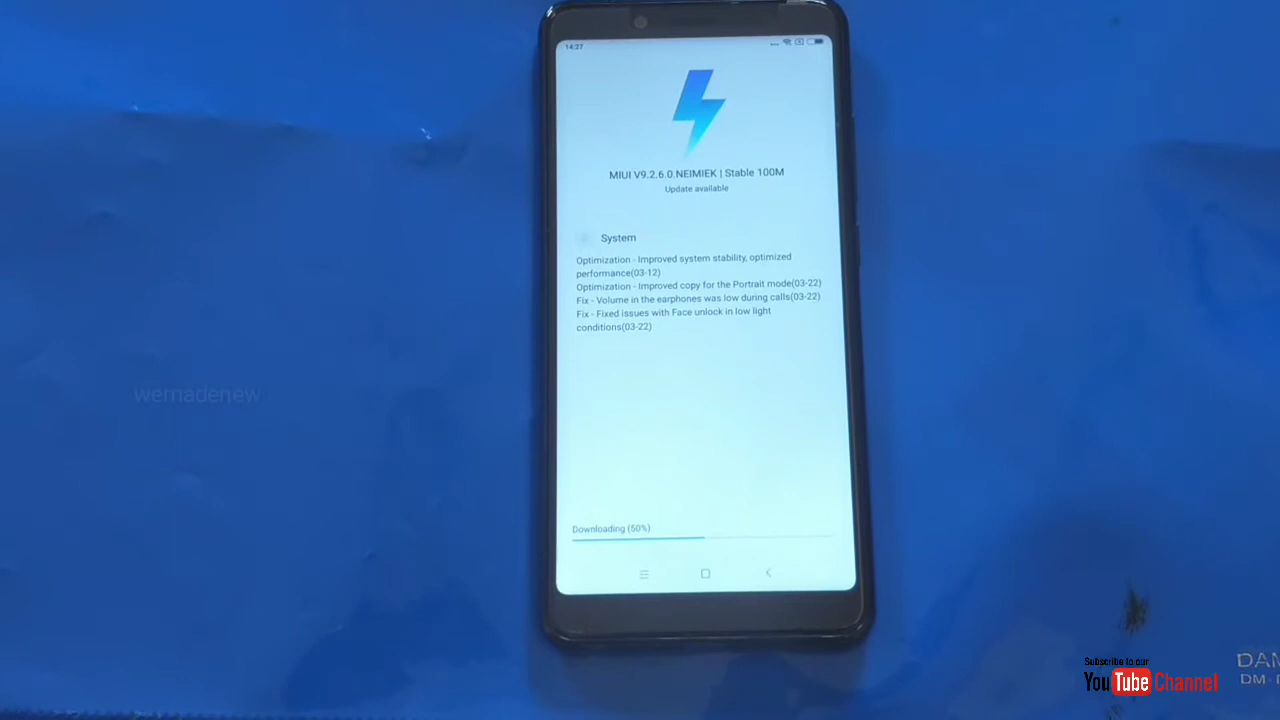 14:27
MIUI V9.2.6.0.NEIMIEK | Stable 100M
Update available
System
Optimization - Improved system stability, optimized
performance(03-12)
Optimization - Improved copy for the Portrait mode(03-22)
Fix - Volume in the earphones was low during calls(03-22)
Fix - Fixed issues with Face unlock in low light
conditions(03-22)
wemadenew
Downloading (50%)
Subscribe to our
YouTube Channel